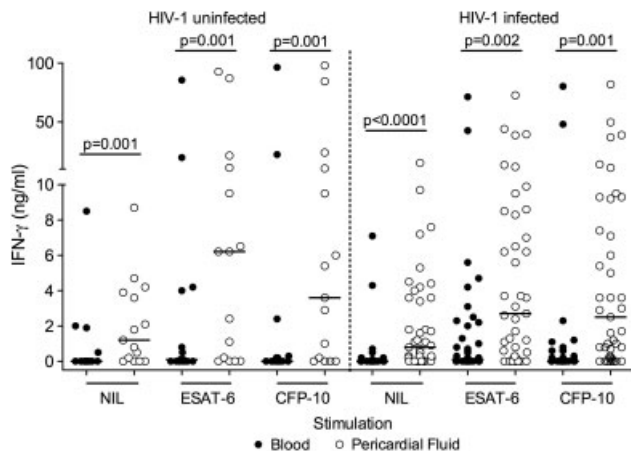 HIV-1 uninfected HIV-1 infected
p=0.001 p=0.001 p=0.002 p=0.001
100
p<0.0001
50
p=0.001
10
8
6
4
2
0
IFN-γ (ng/ml)
NIL ESAT-6 CFP-10 NIL ESAT-6 CFP-10
Stimulation
Blood Pericardial Fluid